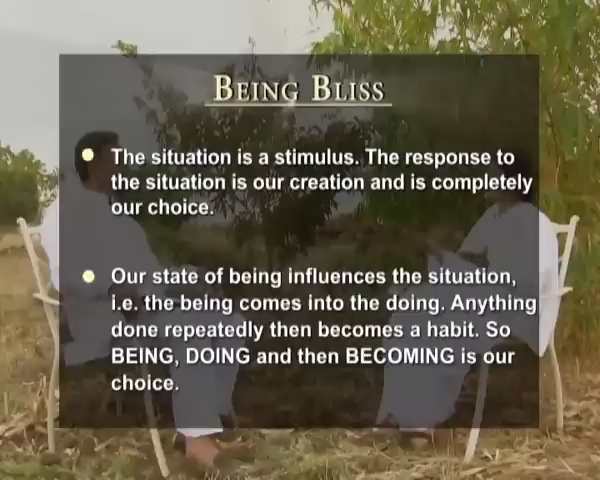 BEING BLISS
The situation is a stimulus. The response to
the situation is our creation and is completely
our choice.
Our state of being influences the situation,
i.e. the being comes into the doing. Anything
done repeatedly then becomes a habit. So
BEING, DOING and then BECOMING is our
choice.